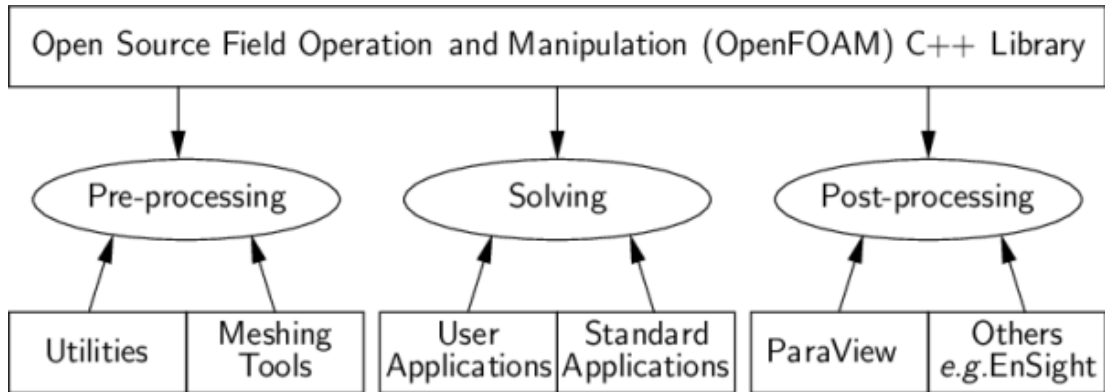 Open Source Field Operation and Manipulation (OpenFOAM) C++ Library
Pre-processing
Solving
Post-processing
Utilities
Meshing
Tools
User
Applications
Standard
Applications
ParaView
Others
e.g.EnSight